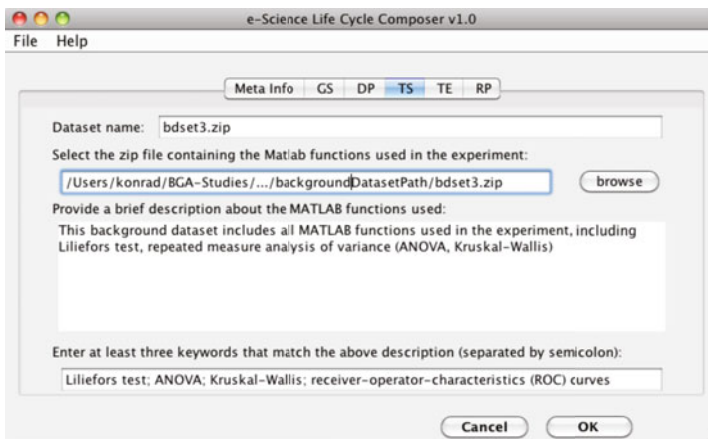 e-Science Life Cycle Composer v1.0
File Help
Meta Info GS DP TS TE RP
Dataset name: bdset3.zip
Select the zip file containing the Matlab functions used in the experiment:
/Users/konrad/BGA-Studies/.../backgroundDatasetPath/bdset3.zip browse
Provide a brief description about the MATLAB functions used:
This background dataset includes all MATLAB functions used in the experiment, including
Liliefors test, repeated measure analysis of variance (ANOVA, Kruskal-Wallis)
Enter at least three keywords that match the above description (separated by semicolon):
Liliefors test; ANOVA; Kruskal-Wallis; receiver-operator-characteristics (ROC) curves
Cancel OK